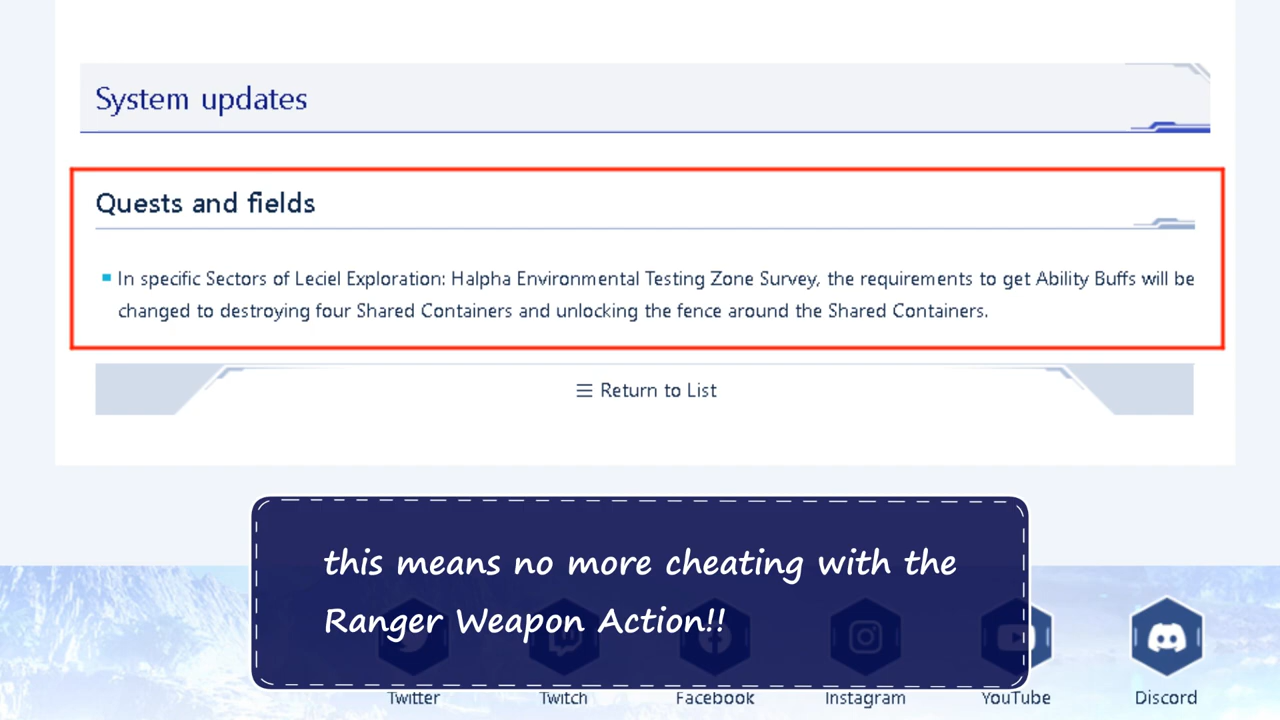 System updates
Quests and fields
In specific Sectors of Leciel Exploration: Halpha Environmental Testing Zone Survey, the requirements to get Ability Buffs will be
changed to destroying four Shared Containers and unlocking the fence around the Shared Containers.
Return to List
this means no more cheating with the
Ranger Weapon Action!!
Twitter Twitch Facebook Instagram YouTube Discord